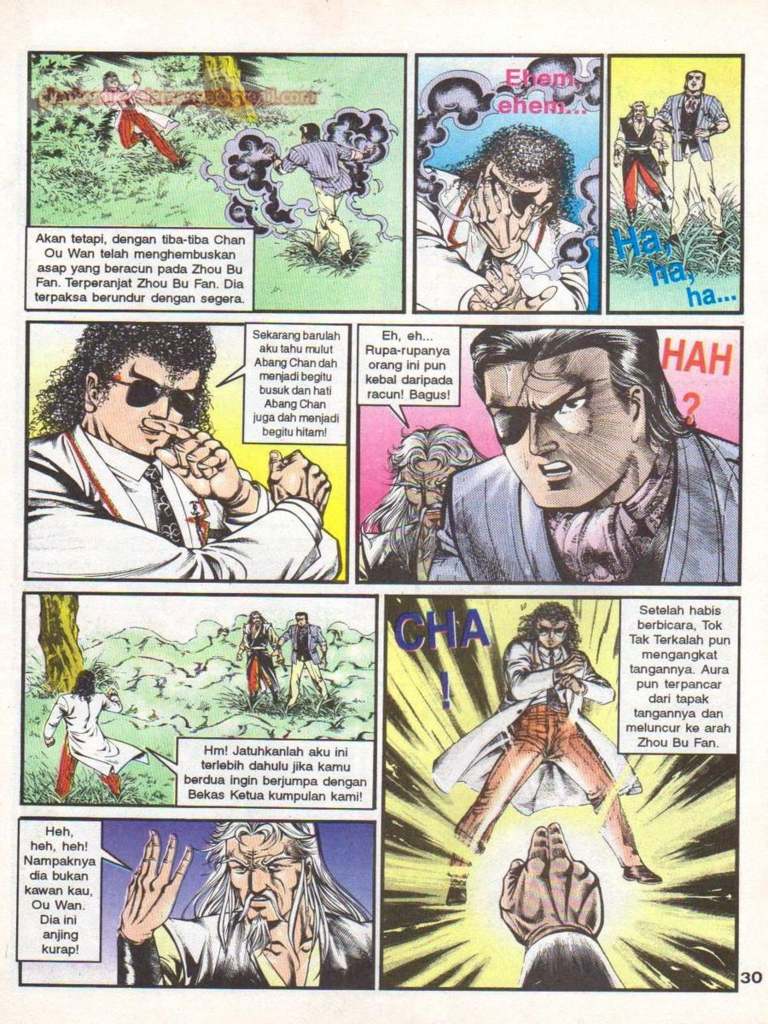 Akan tetapi, dengan tiba-tiba Chan
Ou Wan telah menghembuskan
asap yang beracun pada Zhou Bu
Fan. Terperanjat Zhou Bu Fan. Dia
terpaksa berundur dengan segera.
Ehem,
ehem...
Ha,
ha,
ha...
Sekarang barulah
aku tahu mulut
Abang Chan dah
menjadi begitu
busuk dan hati
Abang Chan
juga dah menjadi
begitu hitam!
Eh, eh...
Rupa-rupanya
orang ini pun
kebal daripada
racun! Bagus!
HAH
?
Hm! Jatuhkanlah aku ini
terlebih dahulu jika kamu
berdua ingin berjumpa dengan
Bekas Ketua kumpulan kami!
CHA
!
Setelah habis
berbicara, Tok
Tak Terkalah pun
mengangkat
tangannya. Aura
pun terpancar
dari tapak
tangannya dan
meluncur ke arah
Zhou Bu Fan.
Heh,
heh, heh!
Nampaknya
dia bukan
kawan kau,
Ou Wan.
Dia ini
anjing
kurap!
30